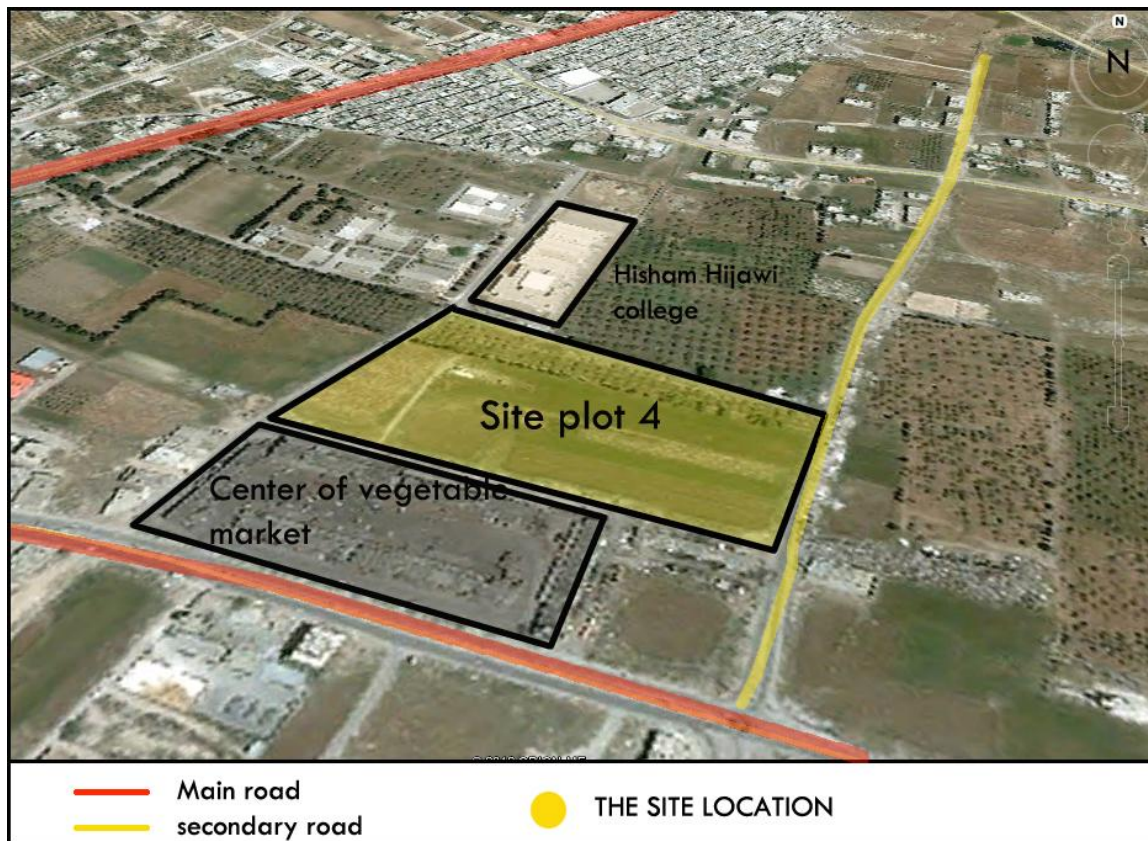 N
N
Hisham Hijawi
college
Site plot 4
Center of vegetable
market
Main road
secondary road
THE SITE LOCATION